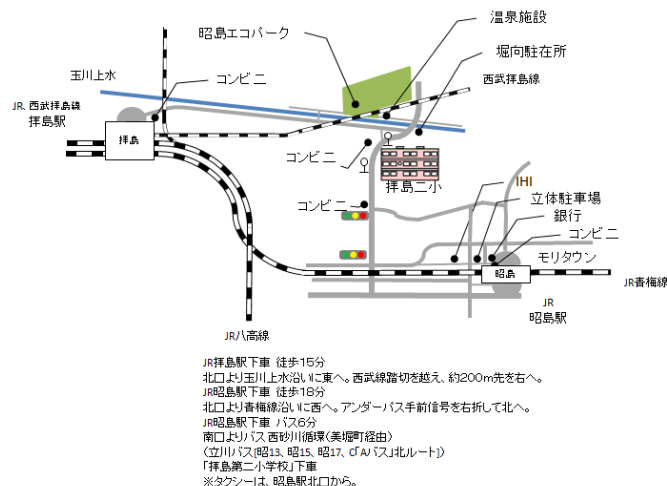 温泉施設
昭島エコパーク
堀向駐在所
玉川上水
コンビニ
西武拝島線
JR、西武拝島線
拝島駅
拝島
コンビニ
拝島二小
IHI
コンビニ
立体駐車場
銀行
コンビニ
モリタウン
昭島
JR青梅線
JR
昭島駅
JR八高線
JR拝島駅下車 徒歩15分
北口より玉川上水沿いに東へ。西武線踏切を越え、約200m先を右へ。
JR昭島駅下車 徒歩18分
北口より青梅線沿いに西へ。アンダーパス手前信号を右折して北へ。
JR昭島駅下車 バス6分
南口よりバス 西砂川循環(美堀町経由)
(立川バス[昭13、昭15、昭17、C「Aバス」北ルート])
「拝島第二小学校」下車
※タクシーは、昭島駅北口から。